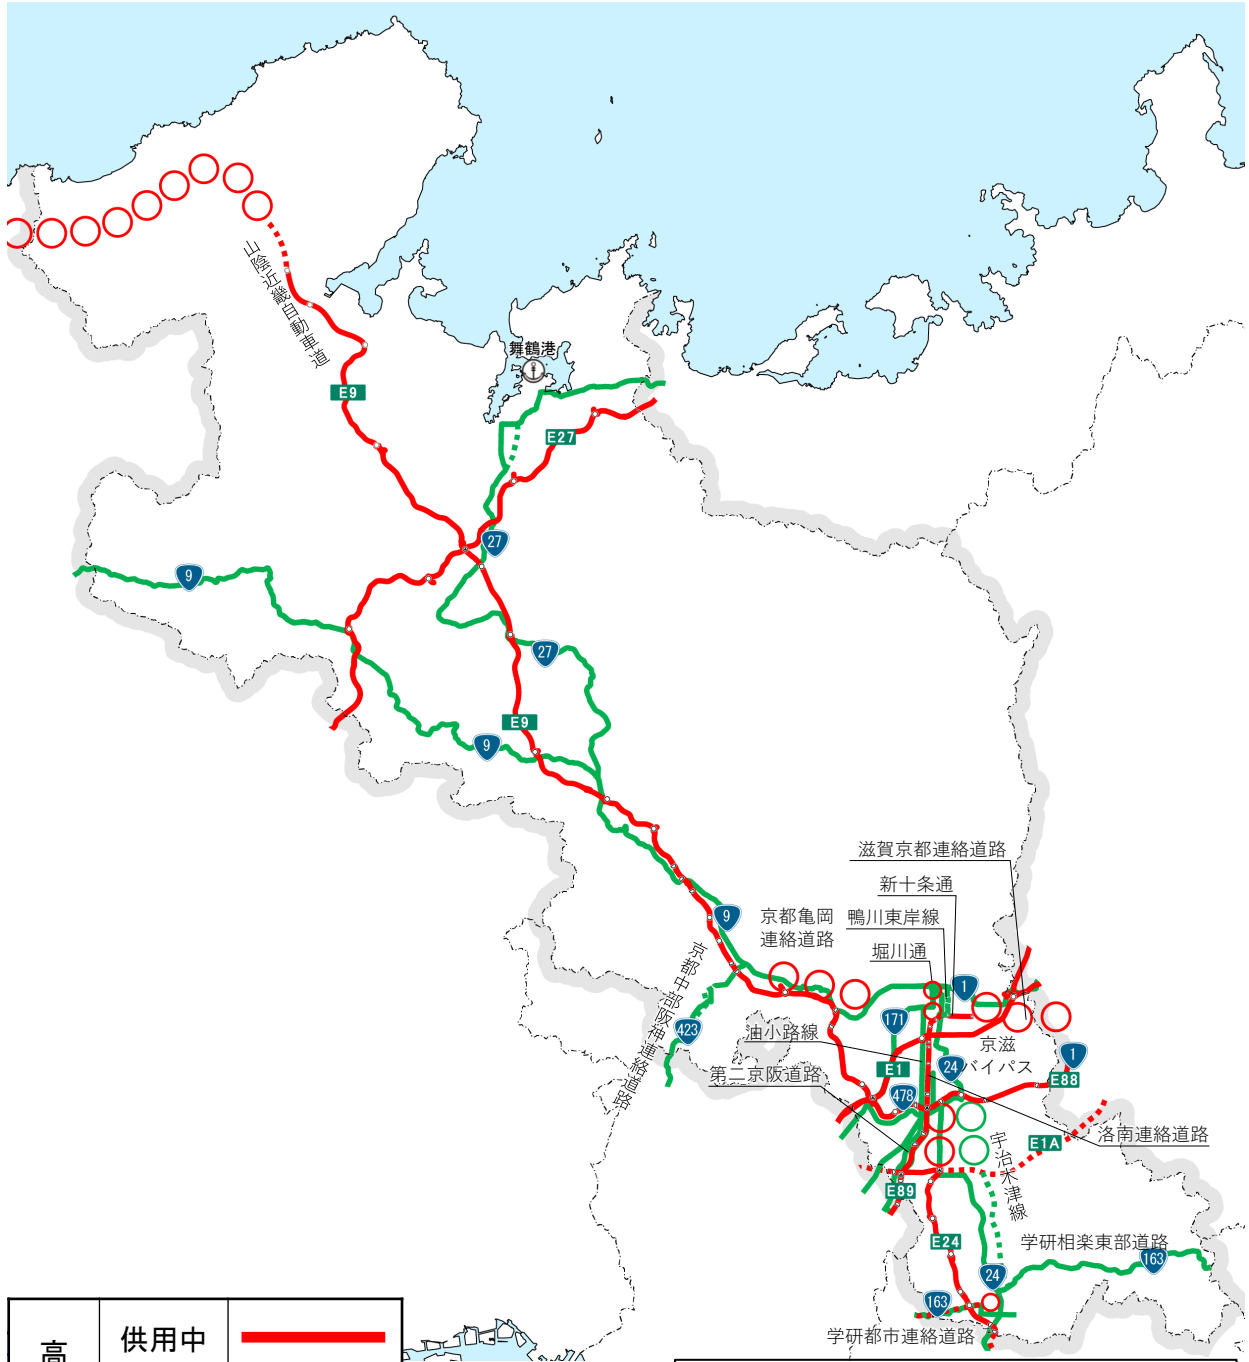 山陰近畿自動車道
舞鶴港
E9
E27
27
9
27
E9
9
滋賀京都連絡道路
新十条通
9
京都亀岡
連絡道路
鴨川東岸線
堀川通
京都中部阪神連絡道路
1
171
423
油小路線
京滋
バイパス
1
24
E1
第二京阪道路
E88
478
洛南連絡道路
E1A
宇治木津線
E89
E24
学研相楽東部道路
163
24
163
学研都市連絡道路
高
供用中